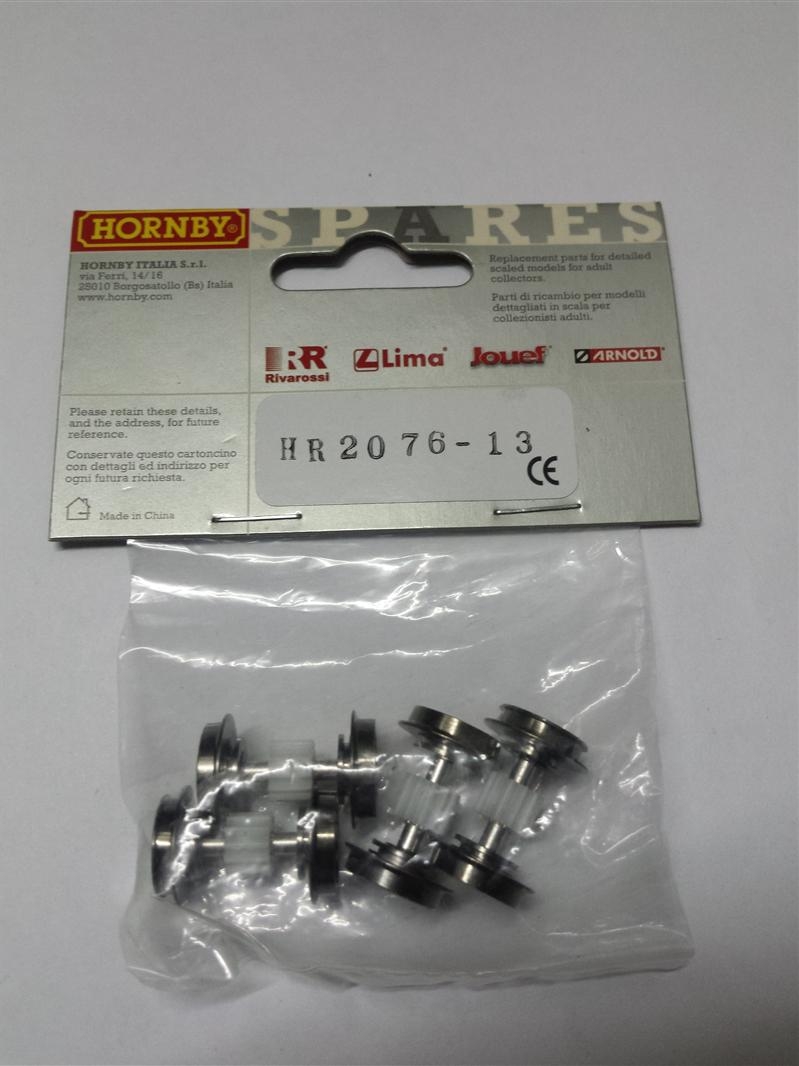 HORNBY®
SPARES
HORNBY ITALIA S.r.l.
via Ferri, 14/16
25010 Borgosatollo (Bs) Italia
www.hornby.com
Replacement parts for detailed
scaled models for adult
collectors.
Parti di ricambio per modelli
dettagliati in scala per
collezionisti adulti.
RR
Rivarossi
Lima®
Jouef®
ARNOLD®
Please retain these details,
and the address, for future
reference.
Conservate questo cartoncino
con dettagli ed indirizzo per
ogni futura richiesta.
Made in China
HR2076-13
CE